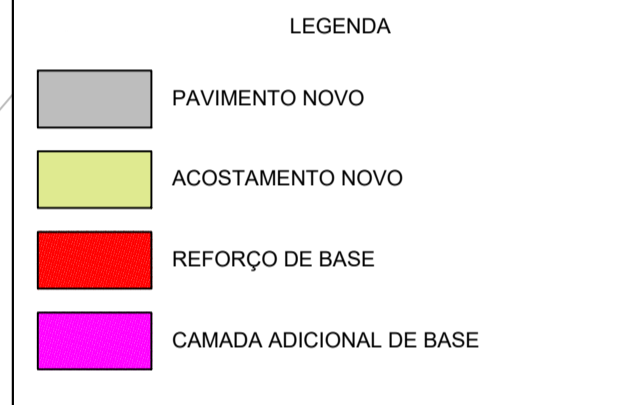 LEGENDA
PAVIMENTO NOVO
ACOSTAMENTO NOVO
REFORÇO DE BASE
CAMADA ADICIONAL DE BASE